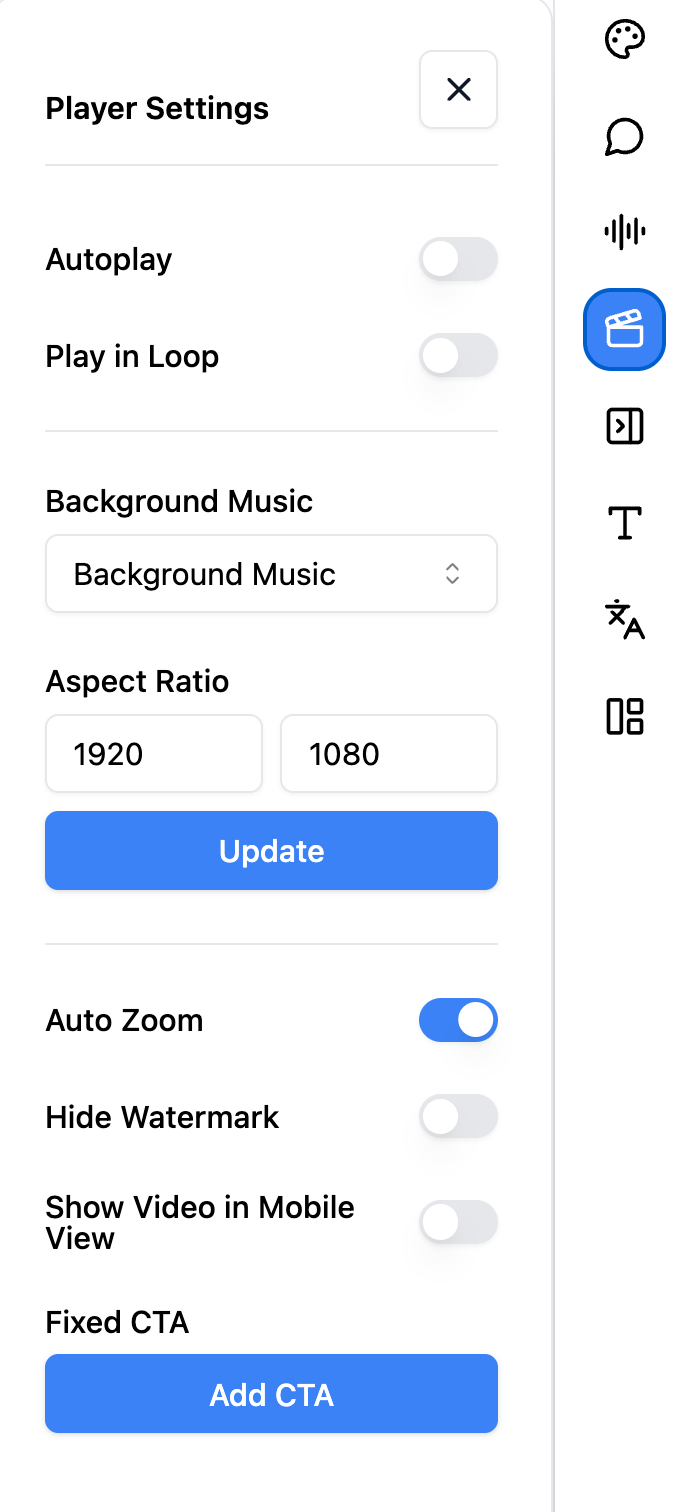 Player Settings
Autoplay
Play in Loop
Background Music
Background Music
Aspect Ratio
1920
1080
Update
Auto Zoom
Hide Watermark
Show Video in Mobile
View
Fixed CTA
Add CTA